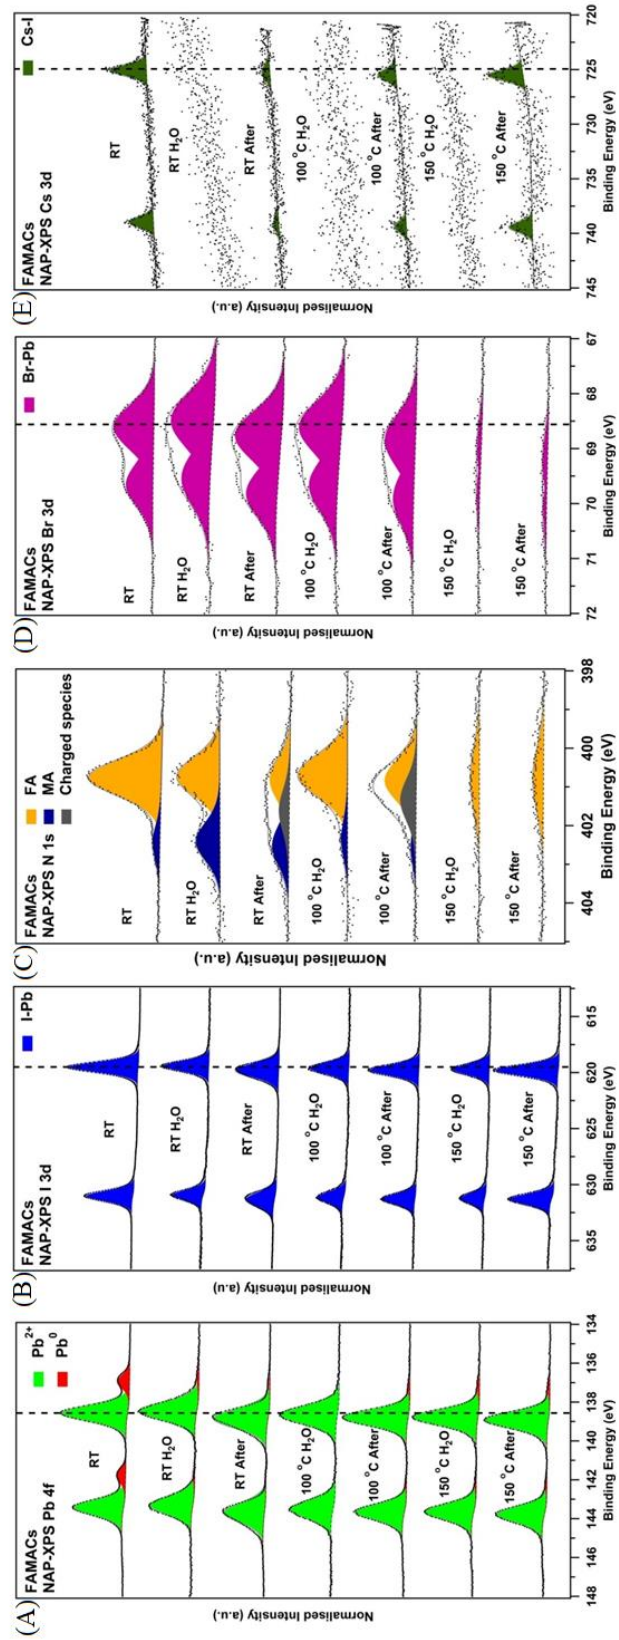 (A)
FAMACs
NAP-XPS Pb 4f
Pb2+
Pb0
RT
RT H2O
RT After
100 °C H2O
100 °C After
150 °C H2O
150 °C After
Normalised Intensity (a.u.)
148 146 144 142 140 138 136 134
Binding Energy (eV)
(B)
FAMACs
NAP-XPS I 3d
I-Pb
RT
RT H2O
RT After
100 °C H2O
100 °C After
150 °C H2O
150 °C After
Normalised Intensity (a.u)
635 630 625 620 615
Binding Energy (eV)
(C)
FAMACs
NAP-XPS N 1s
FA
MA
Charged species
RT
RT H2O
RT After
100 °C H2O
100 °C After
150 °C H2O
150 °C After
Normalised Intensity (a.u.)
404 402 400 398
Binding Energy (eV)
(D)
FAMACs
NAP-XPS Br 3d
Br-Pb
RT
RT H2O
RT After
100 °C H2O
100 °C After
150 °C H2O
150 °C After
Normalised Intensity (a.u.)
72 71 70 69 68 67
Binding Energy (eV)
(E)
FAMACs
NAP-XPS Cs 3d
Cs-I
RT
RT H2O
RT After
100 °C H2O
100 °C After
150 °C H2O
150 °C After
Normalised Intensity (a.u.)
745 740 735 730 725 720
Binding Energy (eV)